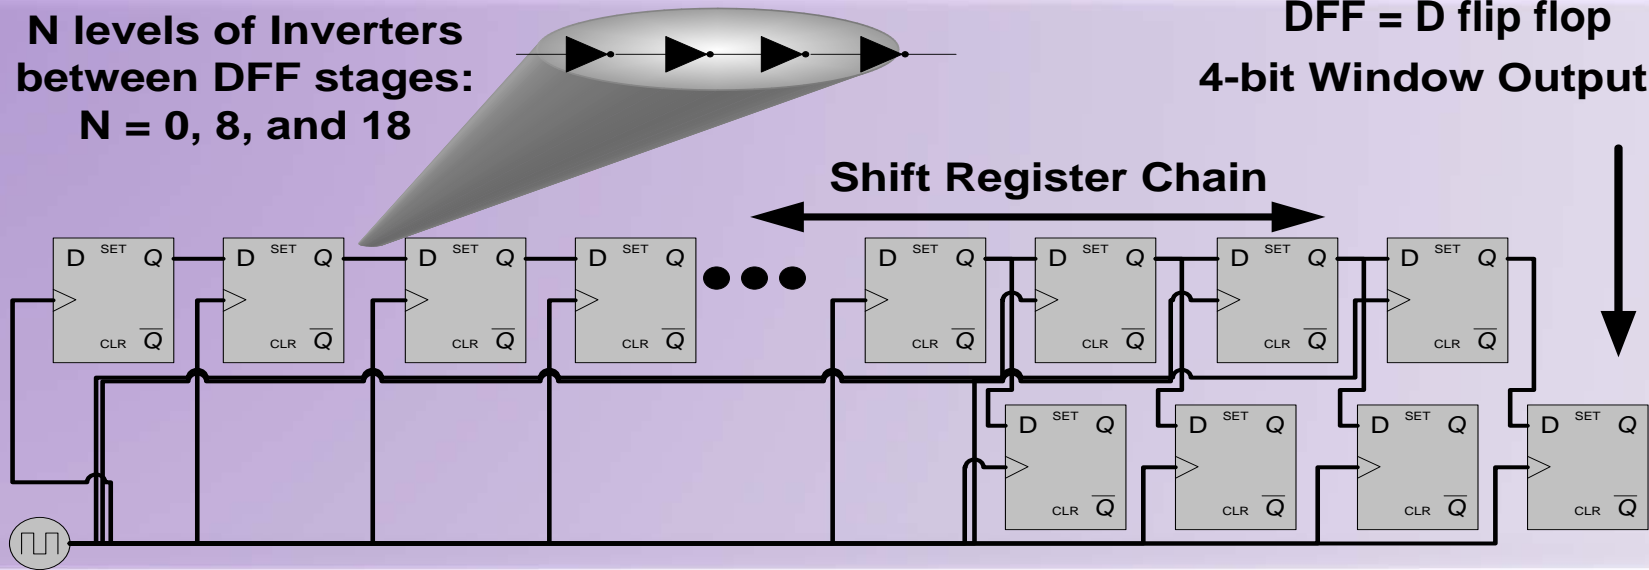 N levels of Inverters
between DFF stages:
N = 0, 8, and 18
DFF = D flip flop
4-bit Window Output
Shift Register Chain
D SET Q
CLR Q
D SET Q
CLR Q
D SET Q
CLR Q
D SET Q
CLR Q
D SET Q
CLR Q
D SET Q
CLR Q
D SET Q
CLR Q
D SET Q
CLR Q
D SET Q
CLR Q
D SET Q
CLR Q
D SET Q
CLR Q
D SET Q
CLR Q